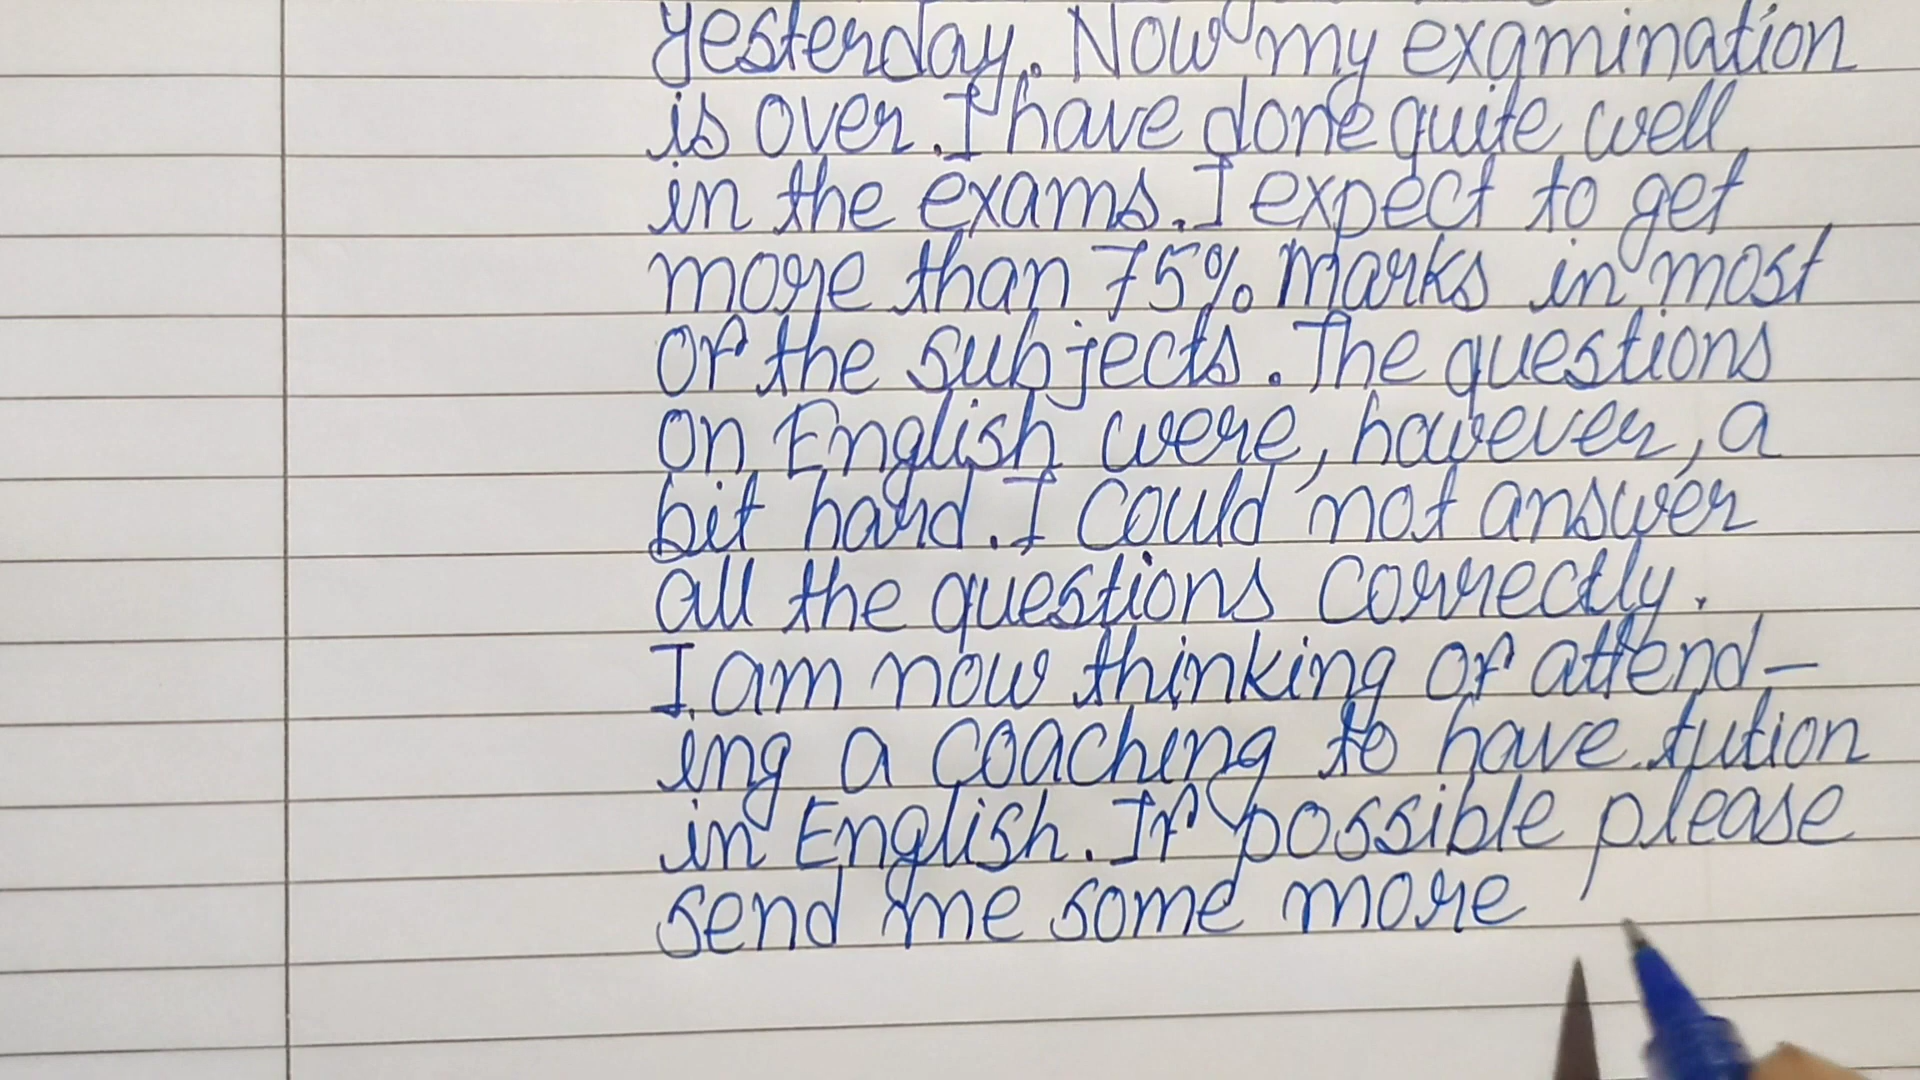 yesterday. Now my examination
is over. I have done quite well
in the exams. I expect to get
more than 75% marks in most
of the subjects. The questions
on English were, however, a
bit hard. I could not answer
all the questions correctly.
I am now thinking of attend-
ing a coaching to have tution
in English. If possible please
send me some more